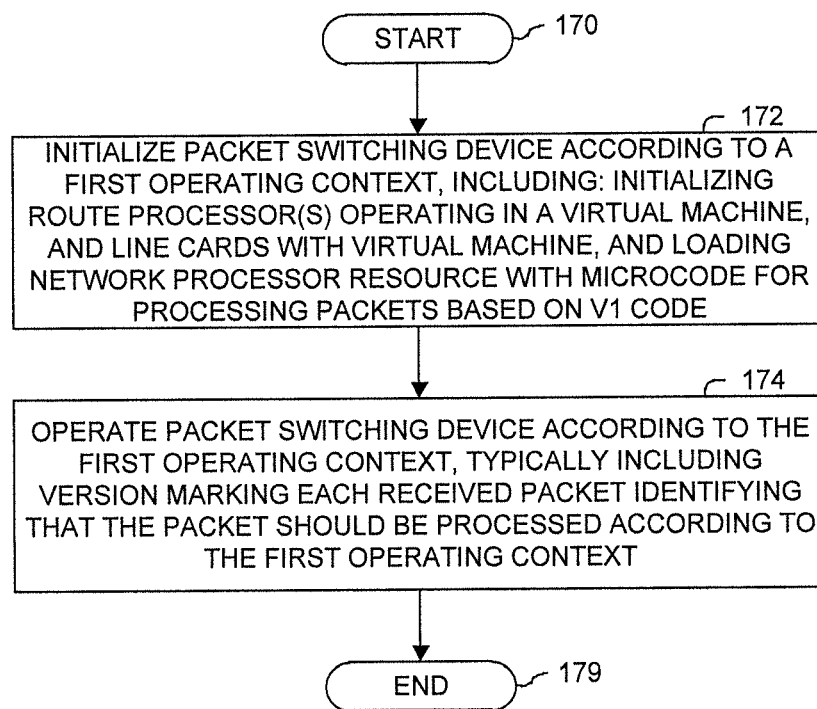 START
170
172
INITIALIZE PACKET SWITCHING DEVICE ACCORDING TO A
FIRST OPERATING CONTEXT, INCLUDING: INITIALIZING
ROUTE PROCESSOR(S) OPERATING IN A VIRTUAL MACHINE,
AND LINE CARDS WITH VIRTUAL MACHINE, AND LOADING
NETWORK PROCESSOR RESOURCE WITH MICROCODE FOR
PROCESSING PACKETS BASED ON V1 CODE
174
OPERATE PACKET SWITCHING DEVICE ACCORDING TO THE
FIRST OPERATING CONTEXT, TYPICALLY INCLUDING
VERSION MARKING EACH RECEIVED PACKET IDENTIFYING
THAT THE PACKET SHOULD BE PROCESSED ACCORDING TO
THE FIRST OPERATING CONTEXT
END
179